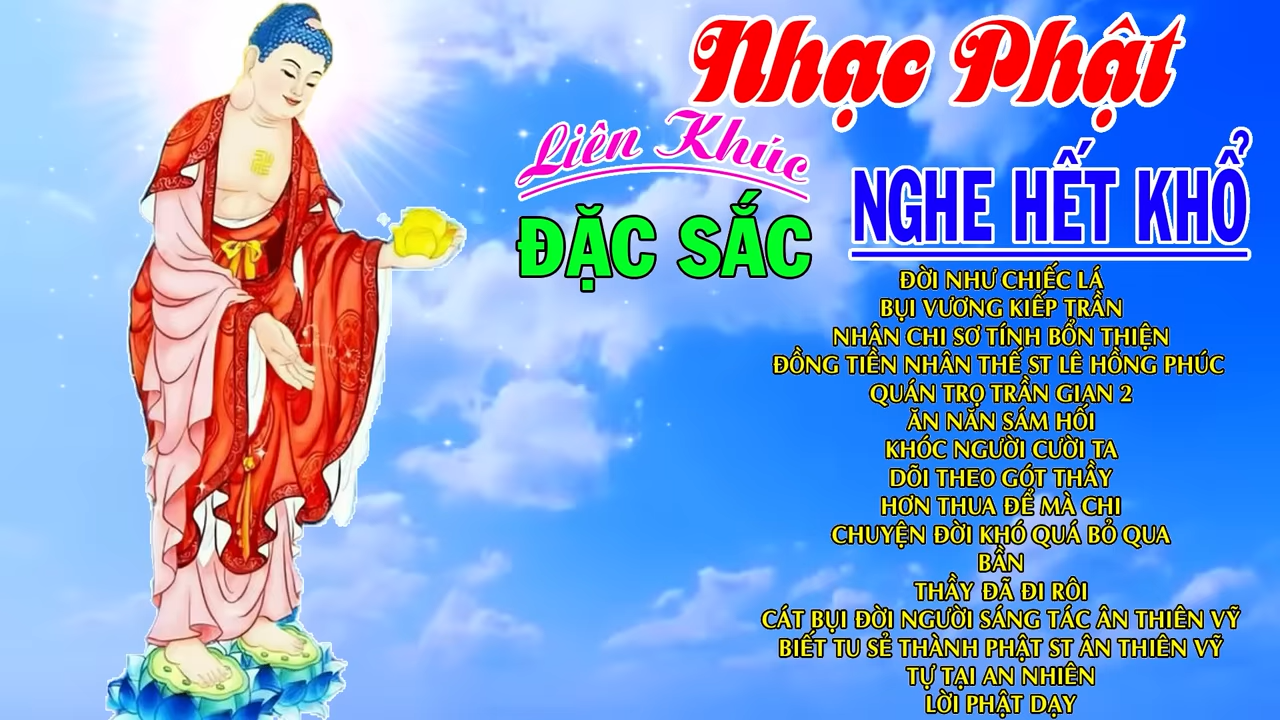 Nhạc Phật
Liên Khúc
ĐẶC SẮC
NGHE HẾT KHỔ
ĐỜI NHƯ CHIẾC LÁ
BỤI VƯƠNG KIẾP TRẦN
NHÂN CHI SƠ TÍNH BỔN THIỆN
ĐỒNG TIỀN NHÂN THẾ ST LÊ HỒNG PHÚC
QUÁN TRỌ TRẦN GIAN 2
ĂN NĂN SÁM HỐI
KHÓC NGƯỜI CƯỜI TA
DÕI THEO GÓT THẦY
HƠN THUA ĐỂ MÀ CHI
CHUYỆN ĐỜI KHÓ QUÁ BỎ QUA
BẦN
THẦY ĐÃ ĐI RÔI
CÁT BỤI ĐỜI NGƯỜI SÁNG TÁC ÂN THIÊN VỸ
BIẾT TU SẺ THÀNH PHẬT ST ÂN THIÊN VỸ
TỰ TẠI AN NHIÊN
LỜI PHẬT DẠY